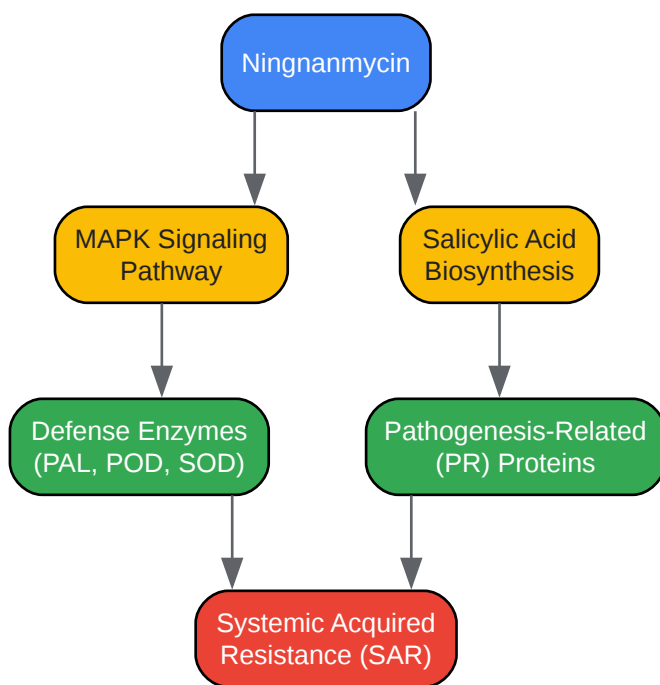 Ningnanmycin
MAPK Signaling
Pathway
Salicylic Acid
Biosynthesis
Defense Enzymes
(PAL, POD, SOD)
Pathogenesis-Related
(PR) Proteins
Systemic Acquired
Resistance (SAR)